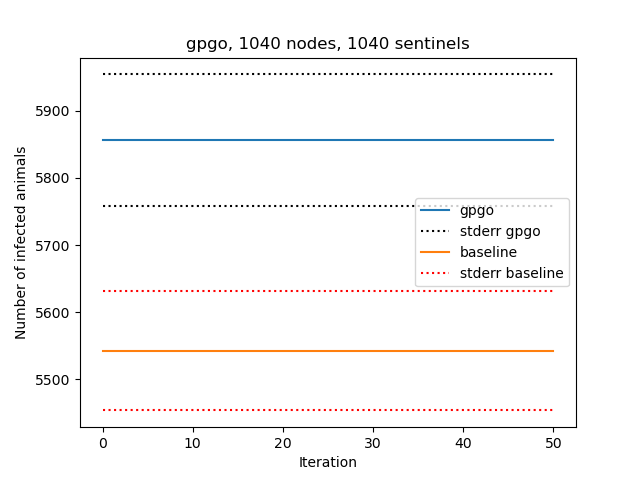 gpgo, 1040 nodes, 1040 sentinels
Number of infected animals
5900
5800
5700
5600
5500
gpgo
stderr gpgo
baseline
stderr baseline
0 10 20 30 40 50
Iteration